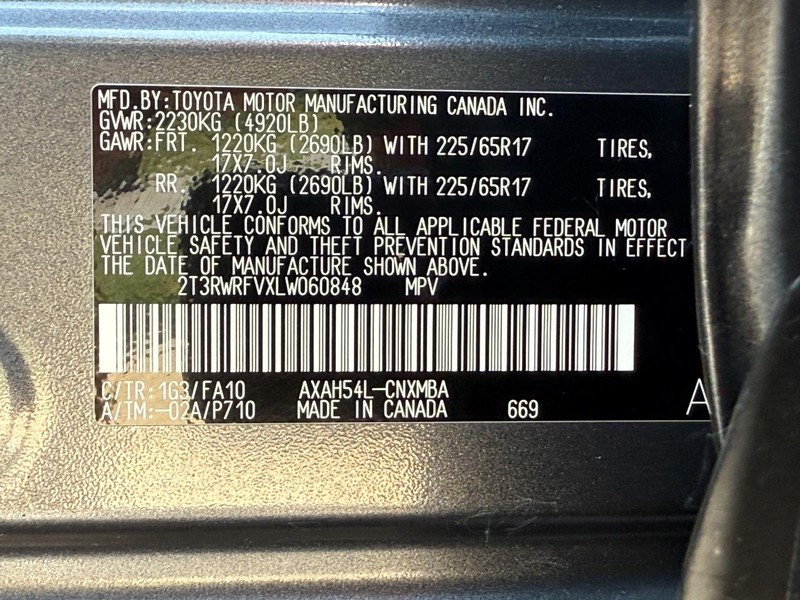 MFD.BY:TOYOTA MOTOR MANUFACTURING CANADA INC.
GVWR:2230KG (4920LB)
GAWR:FRT. 1220KG (2690LB) WITH 225/65R17 TIRES,
17X7.0J RIMS.
RR. 1220KG (2690LB) WITH 225/65R17 TIRES,
17X7.0J RIMS.
THIS VEHICLE CONFORMS TO ALL APPLICABLE FEDERAL MOTOR
VEHICLE SAFETY AND THEFT PREVENTION STANDARDS IN EFFECT
THE DATE OF MANUFACTURE SHOWN ABOVE.
2T3RWRFVXLW060848 MPV
C/TR:1G3/FA10 AXAH54L-CNXMBA
A/TM:-02A/P710 MADE IN CANADA 669 A